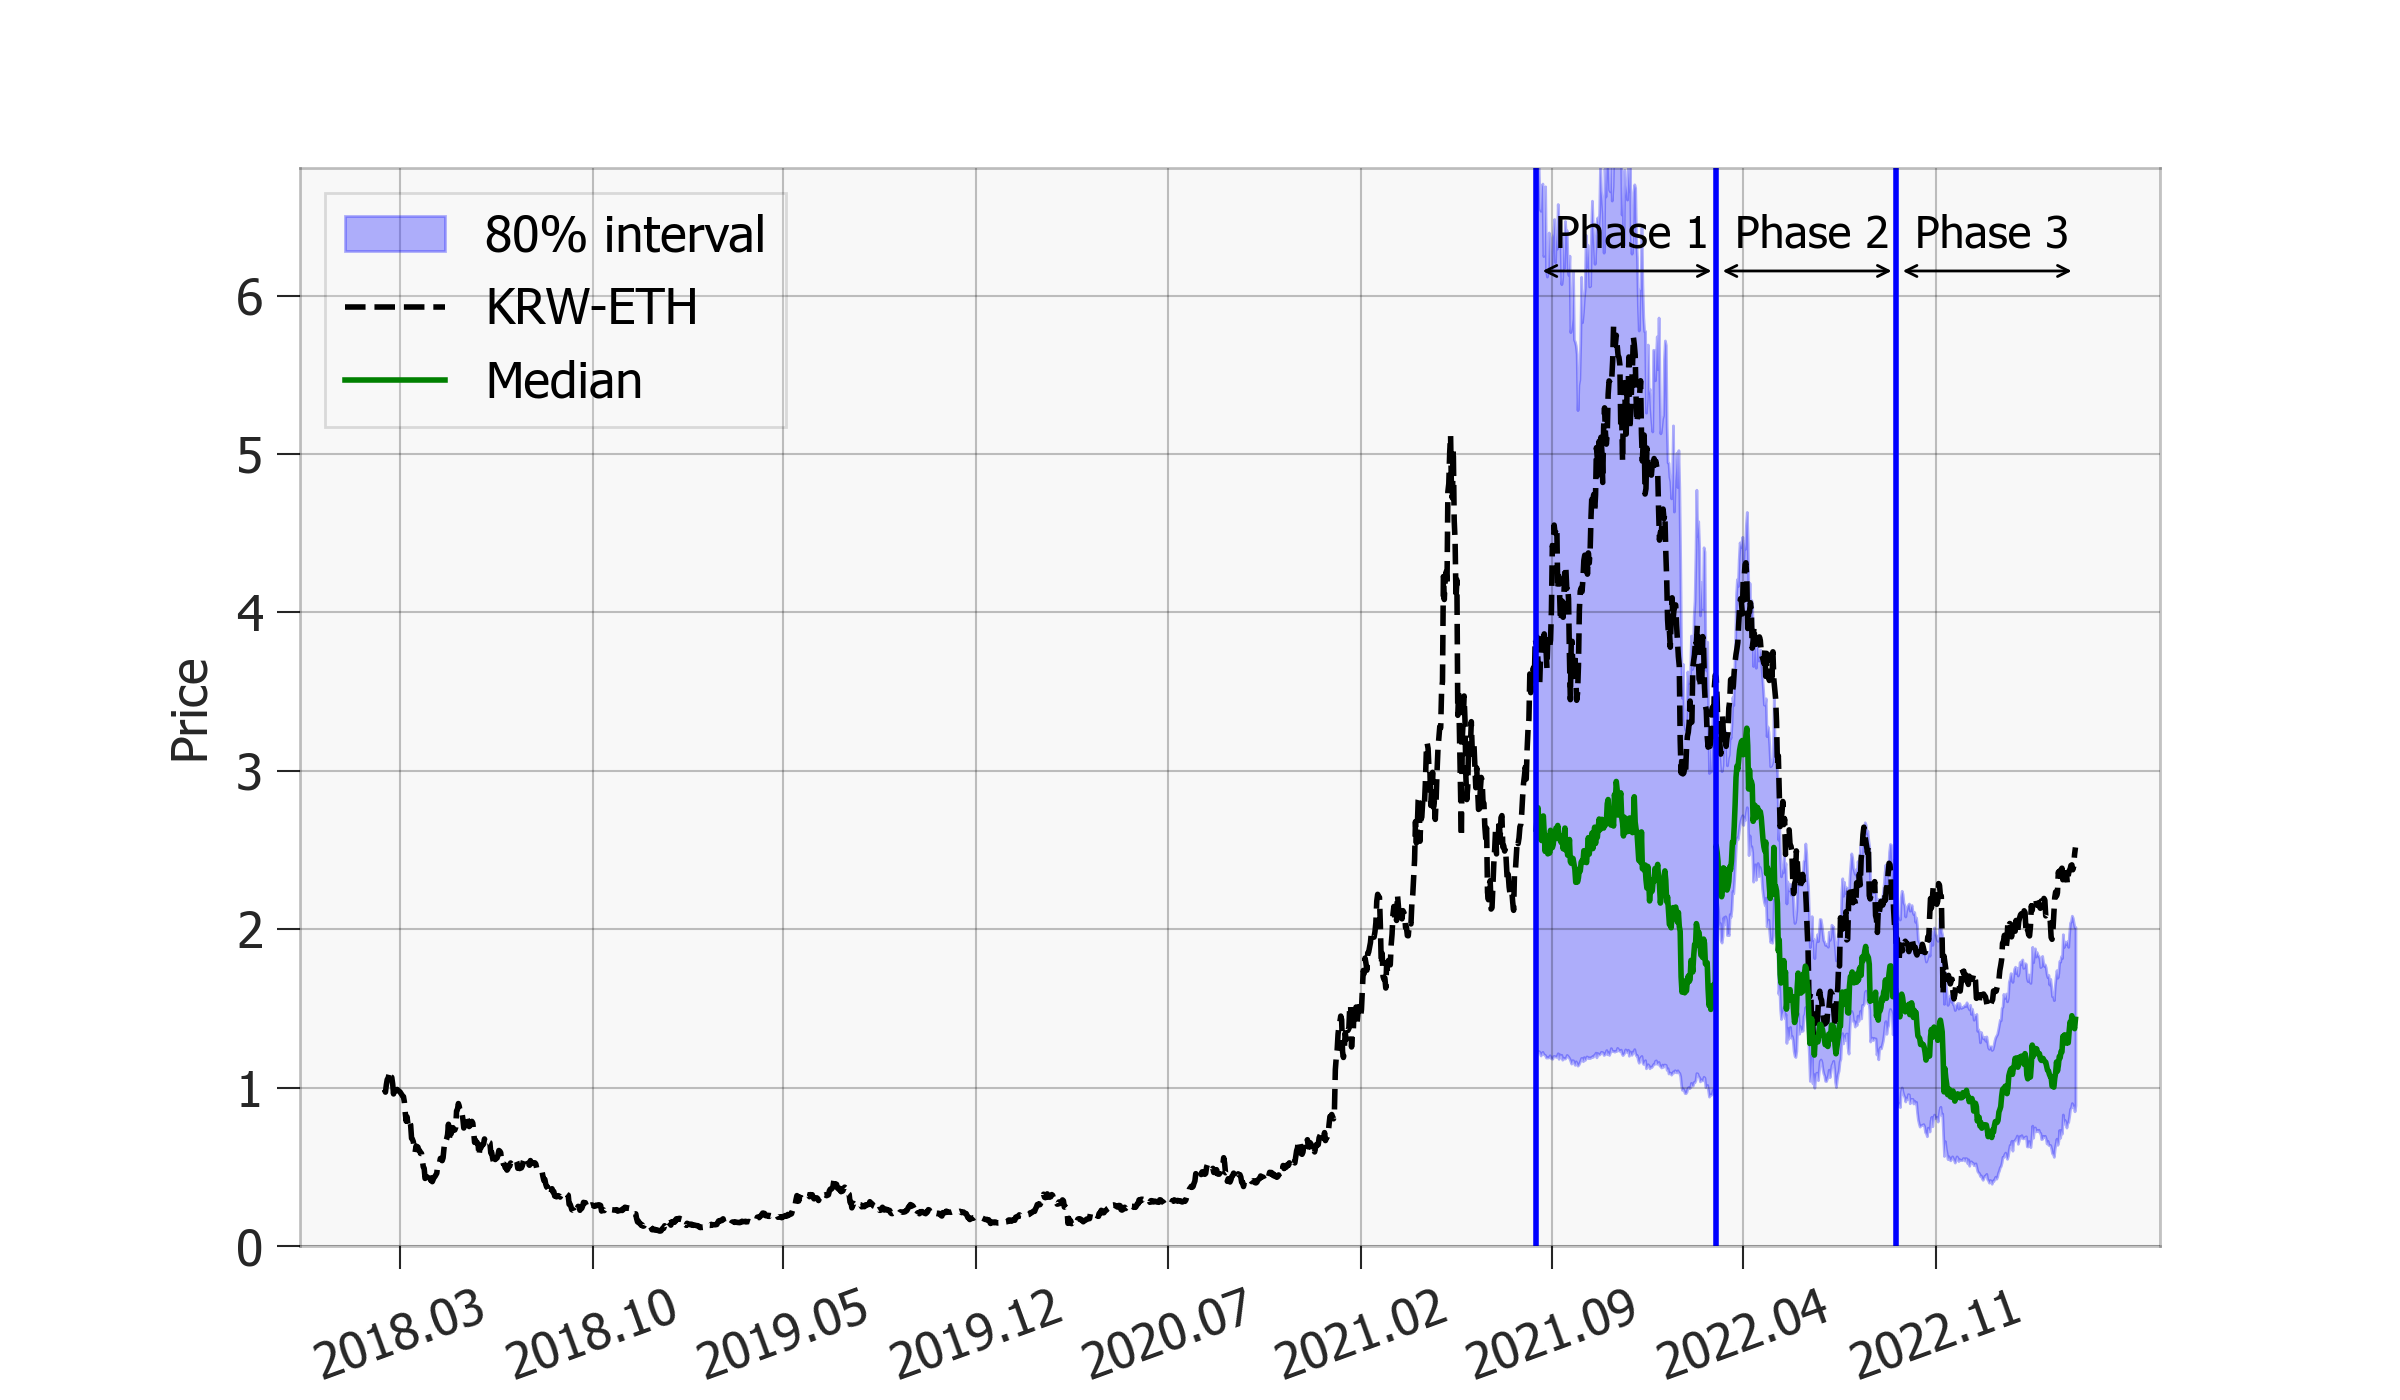 80% interval
KRW-ETH
Median
Phase 1
Phase 2
Phase 3
Price
6
5
4
3
2
1
0
2018.03
2018.10
2019.05
2019.12
2020.07
2021.02
2021.09
2022.04
2022.11